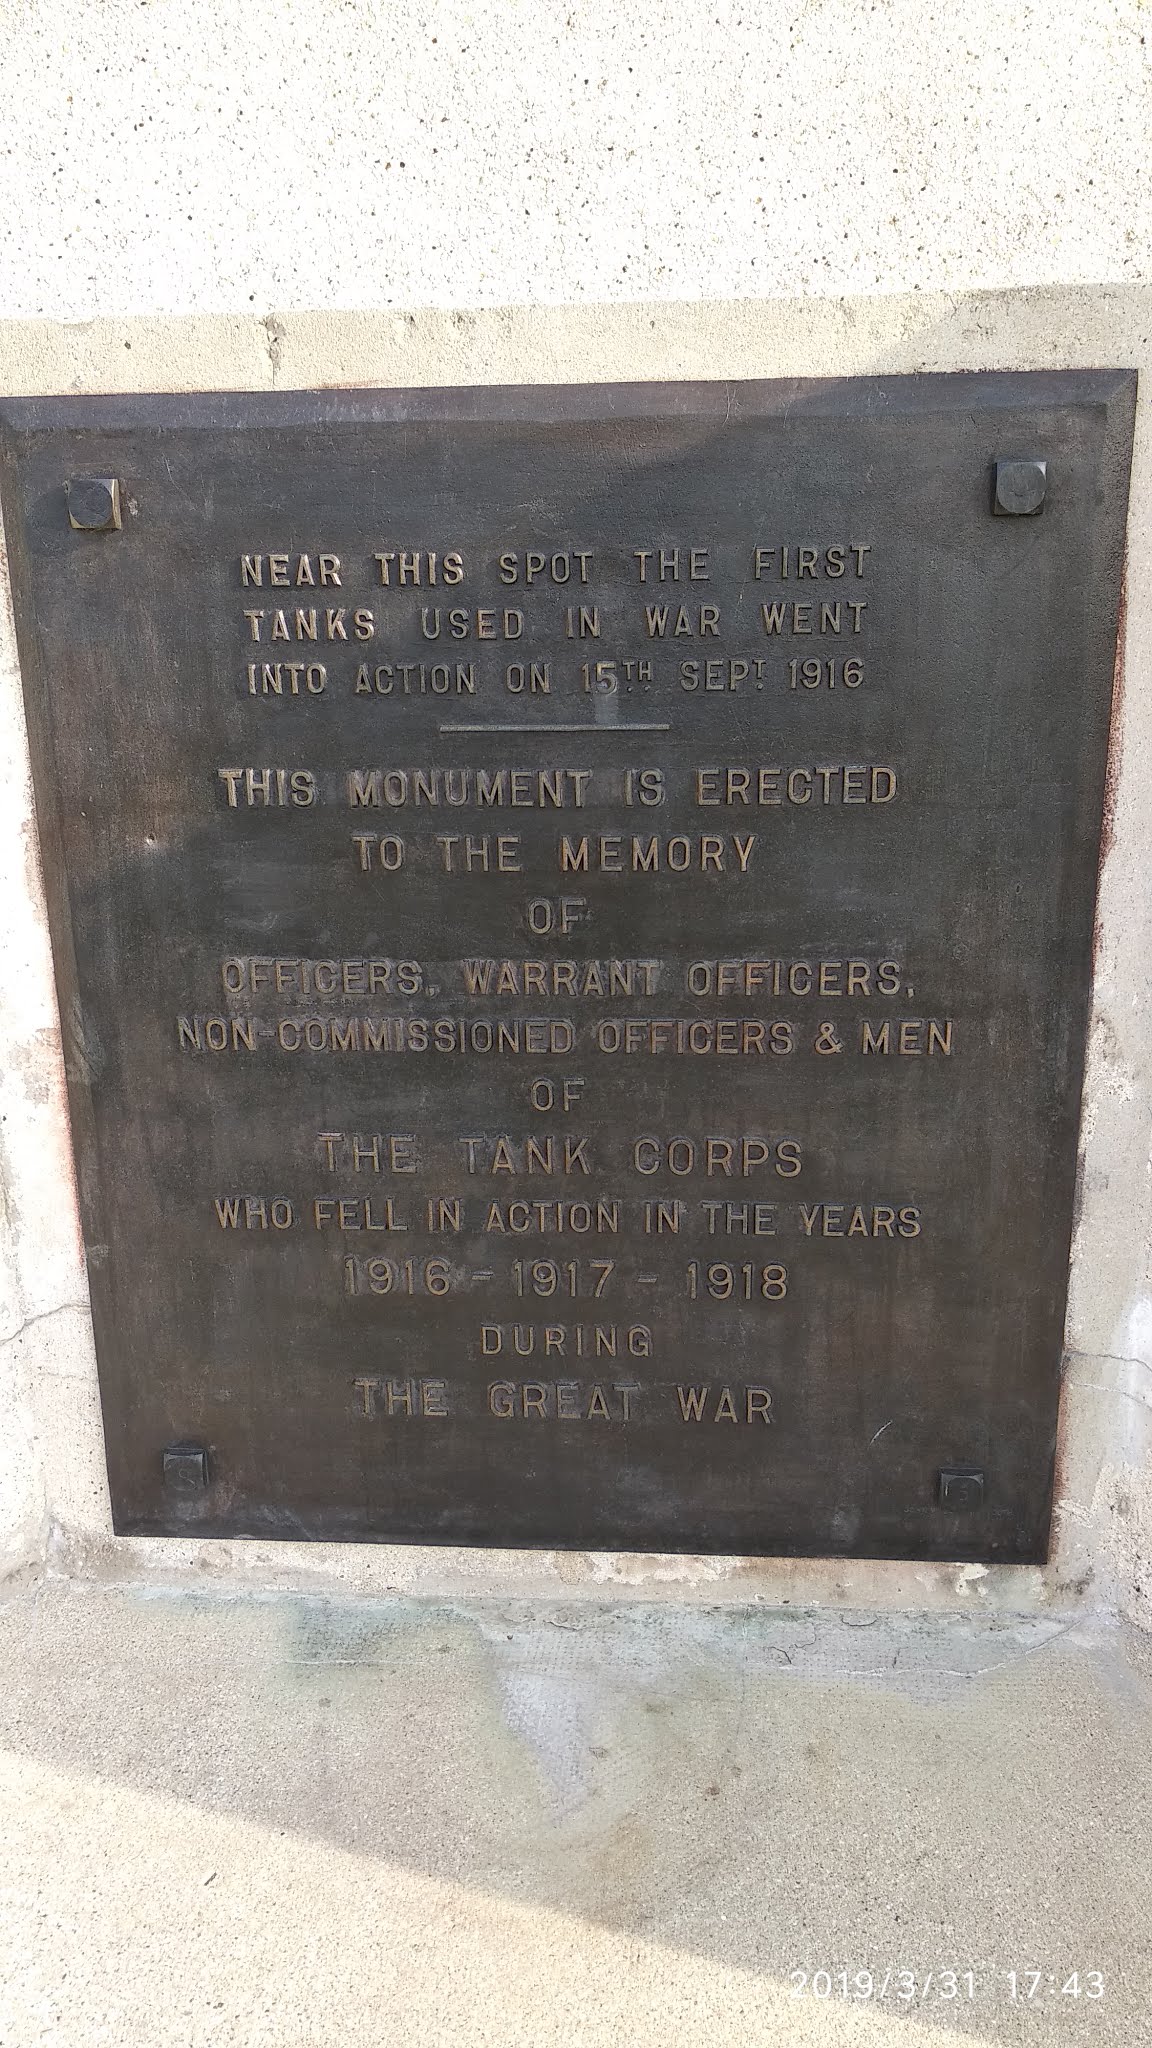 NEAR THIS SPOT THE FIRST
TANKS USED IN WAR WENT
INTO ACTION ON 15TH SEPT. 1916
THIS MONUMENT IS ERECTED
TO THE MEMORY
OF
OFFICERS, WARRANT OFFICERS,
NON-COMMISSIONED OFFICERS & MEN
OF
THE TANK CORPS
WHO FELL IN ACTION IN THE YEARS
1916 - 1917 - 1918
DURING
THE GREAT WAR
2019/3/31 17:43